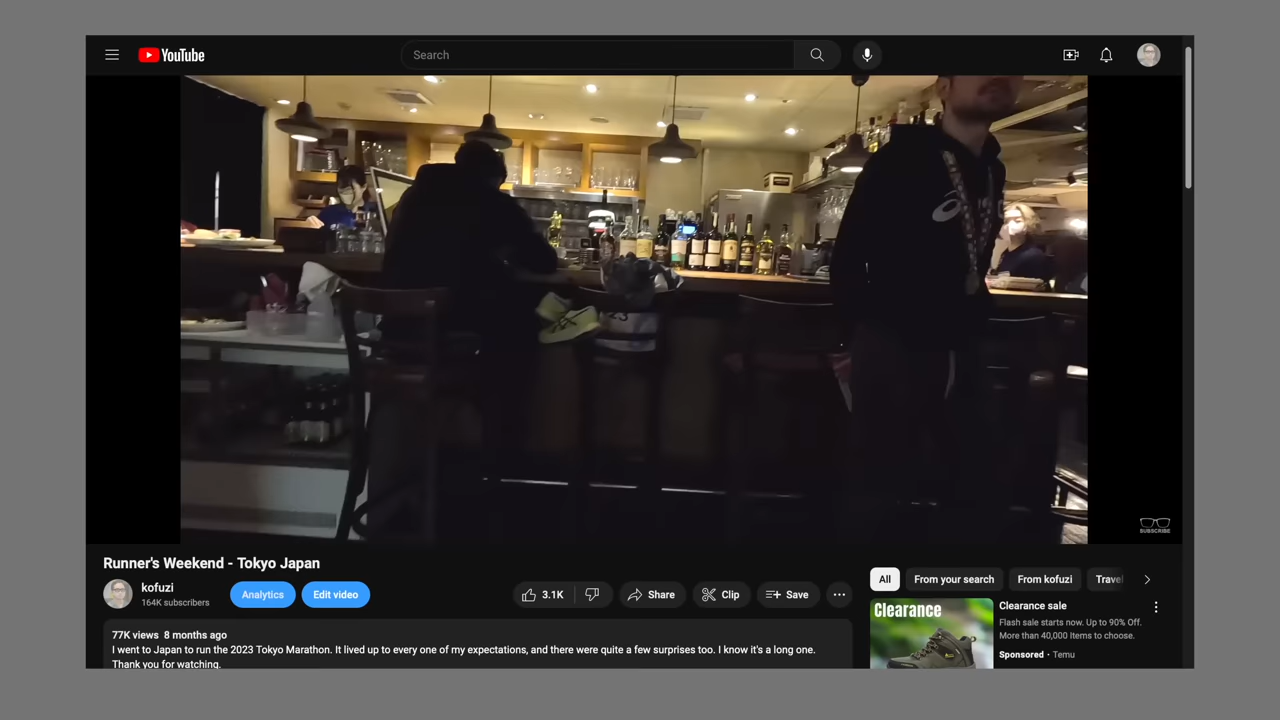 YouTube
Search
SUBSCRIBE
Runner's Weekend - Tokyo Japan
kofuzi
164K subscribers
Analytics
Edit video
3.1K
Share
Clip
Save
All
From your search
From kofuzi
Travel
Clearance
Clearance sale
Flash sale starts now. Up to 90% Off.
More than 40,000 Items to choose.
Sponsored · Temu
77K views 8 months ago
I went to Japan to run the 2023 Tokyo Marathon. It lived up to every one of my expectations, and there were quite a few surprises too. I know it's a long one.
Thank you for watching.